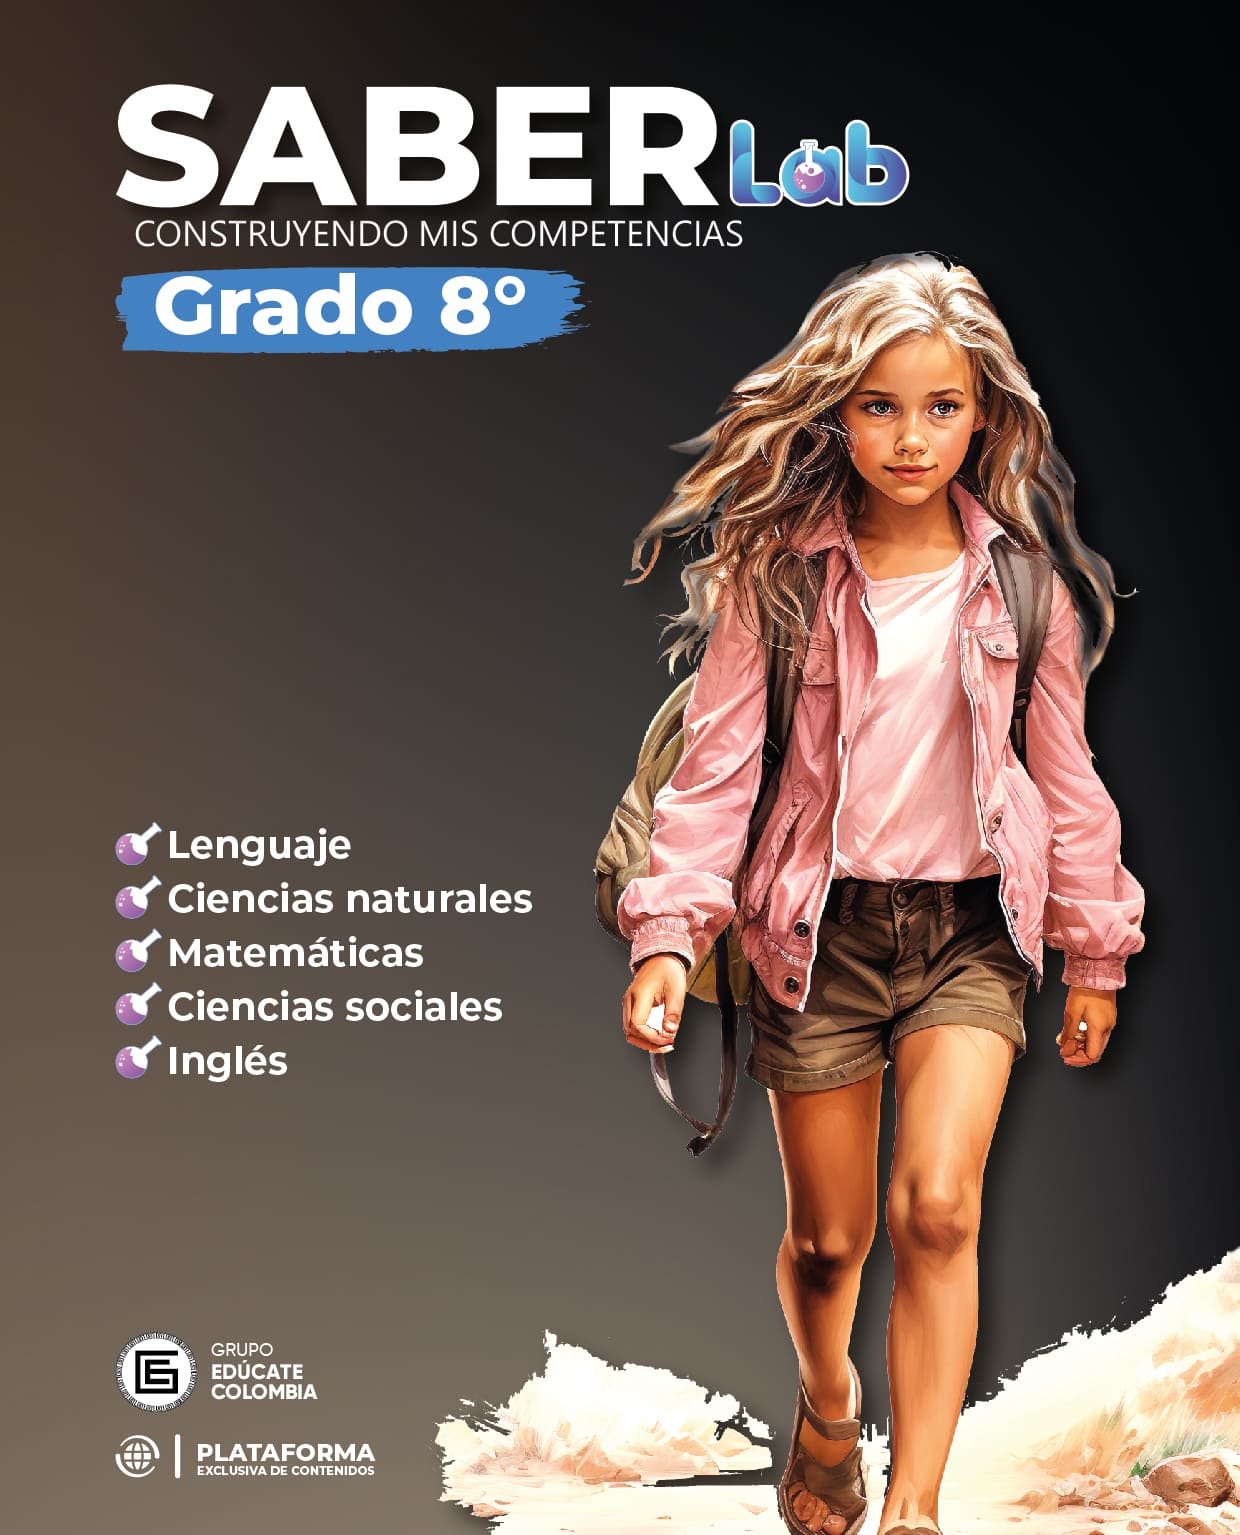 SABER Lab
CONSTRUYENDO MIS COMPETENCIAS
Grado 8°
Lenguaje
Ciencias naturales
Matemáticas
Ciencias sociales
Inglés
GRUPO
EDÚCATE
COLOMBIA
PLATAFORMA
EXCLUSIVA DE CONTENIDOS